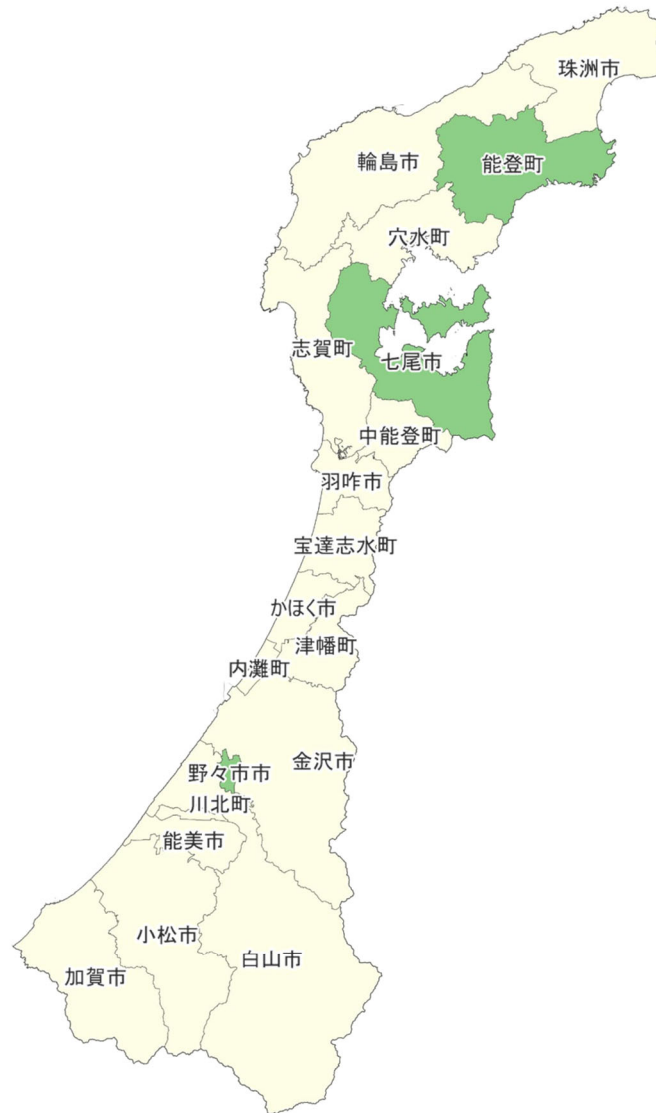 珠洲市
輪島市
能登町
穴水町
志賀町
七尾市
中能登町
羽咋市
宝達志水町
かほく市
津幡町
内灘町
金沢市
野々市市
川北町
能美市
小松市
白山市
加賀市